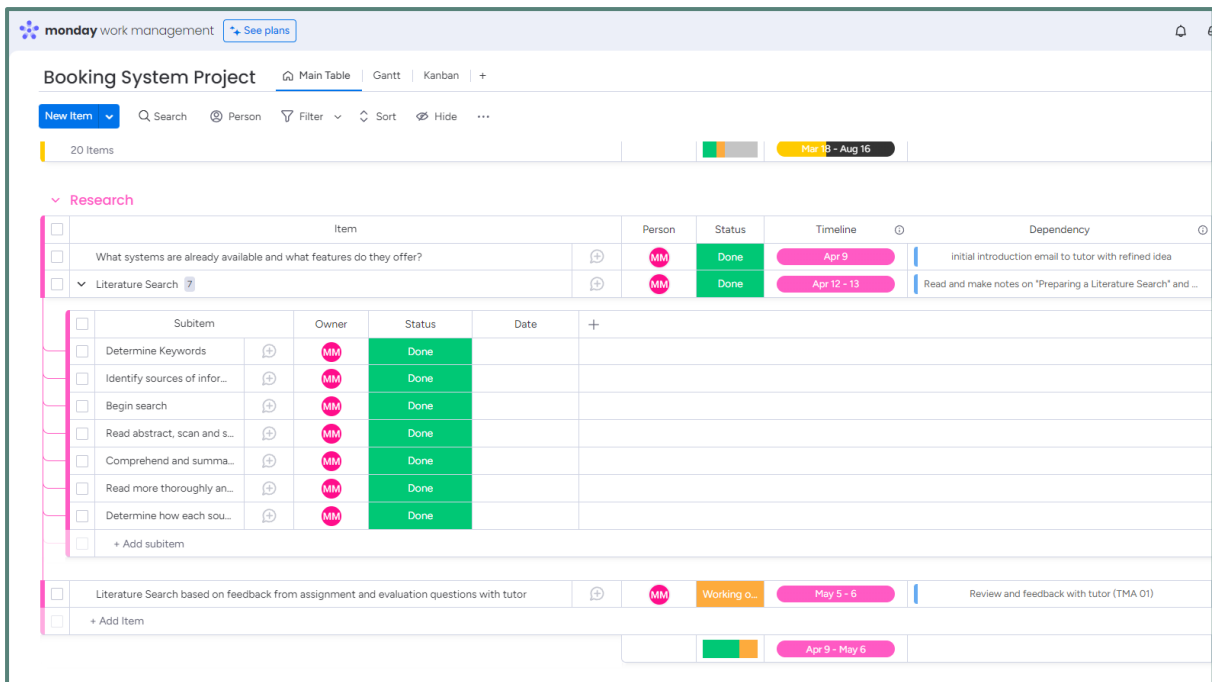 monday work management See plans
Booking System Project Main Table Gantt Kanban +
New Item Search Person Filter Sort Hide ...
20 Items Mar 18 - Aug 16
Research
Item Person Status Timeline Dependency
What systems are already available and what features do they offer? MM Done Apr 9 initial introduction email to tutor with refined idea
Literature Search 7 MM Done Apr 12 - 13 Read and make notes on "Preparing a Literature Search" and ...
Subitem Owner Status Date +
Determine Keywords MM Done
Identify sources of infor... MM Done
Begin search MM Done
Read abstract, scan and s... MM Done
Comprehend and summa... MM Done
Read more thoroughly an... MM Done
Determine how each sou... MM Done
+ Add subitem
Literature Search based on feedback from assignment and evaluation questions with tutor MM Working o... May 5 - 6 Review and feedback with tutor (TMA 01)
+ Add Item
Apr 9 - May 6